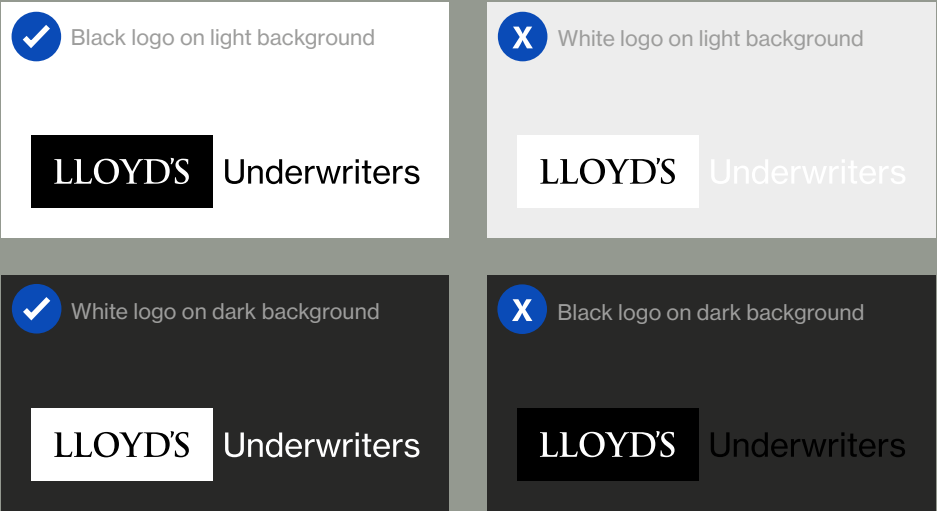 Black logo on light background
LLOYD'S Underwriters
X White logo on light background
LLOYD'S Underwriters
White logo on dark background
LLOYD'S Underwriters
X Black logo on dark background
LLOYD'S Underwriters